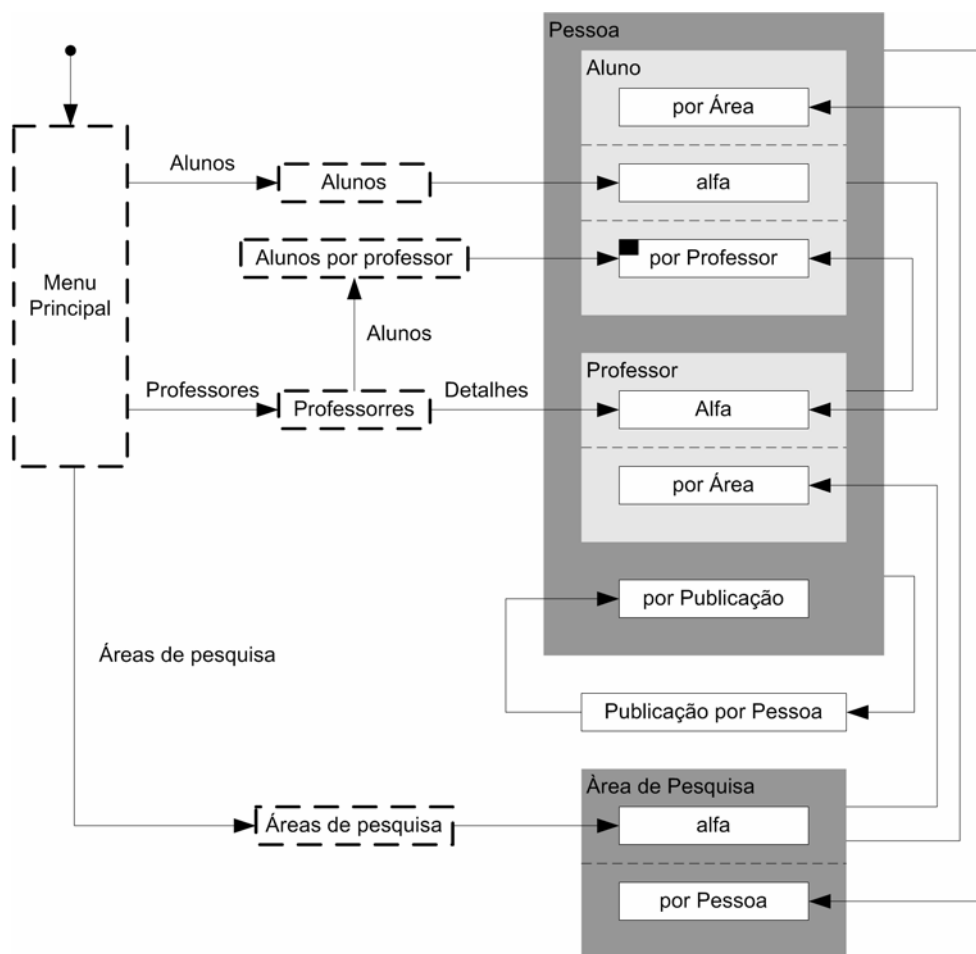 Pessoa
Aluno
por Área
Alunos
Alunos
alfa
Alunos por professor
por Professor
Menu
Principal
Alunos
Professor
Professores
Professorres
Detalhes
Alfa
por Área
por Publicação
Áreas de pesquisa
Publicação por Pessoa
Àrea de Pesquisa
Áreas de pesquisa
alfa
por Pessoa